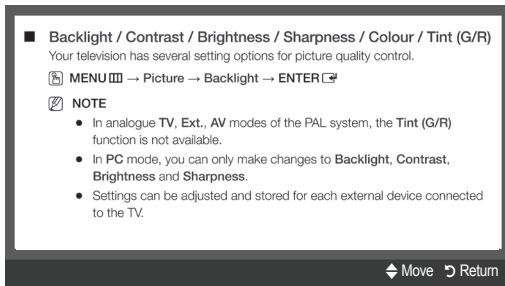 ■ Backlight / Contrast / Brightness / Sharpness / Colour / Tint (G/R)
Your television has several setting options for picture quality control.
MENU → Picture → Backlight → ENTER
NOTE
● In analogue TV, Ext., AV modes of the PAL system, the Tint (G/R)
function is not available.
● In PC mode, you can only make changes to Backlight, Contrast,
Brightness and Sharpness.
● Settings can be adjusted and stored for each external device connected
to the TV.
Move Return